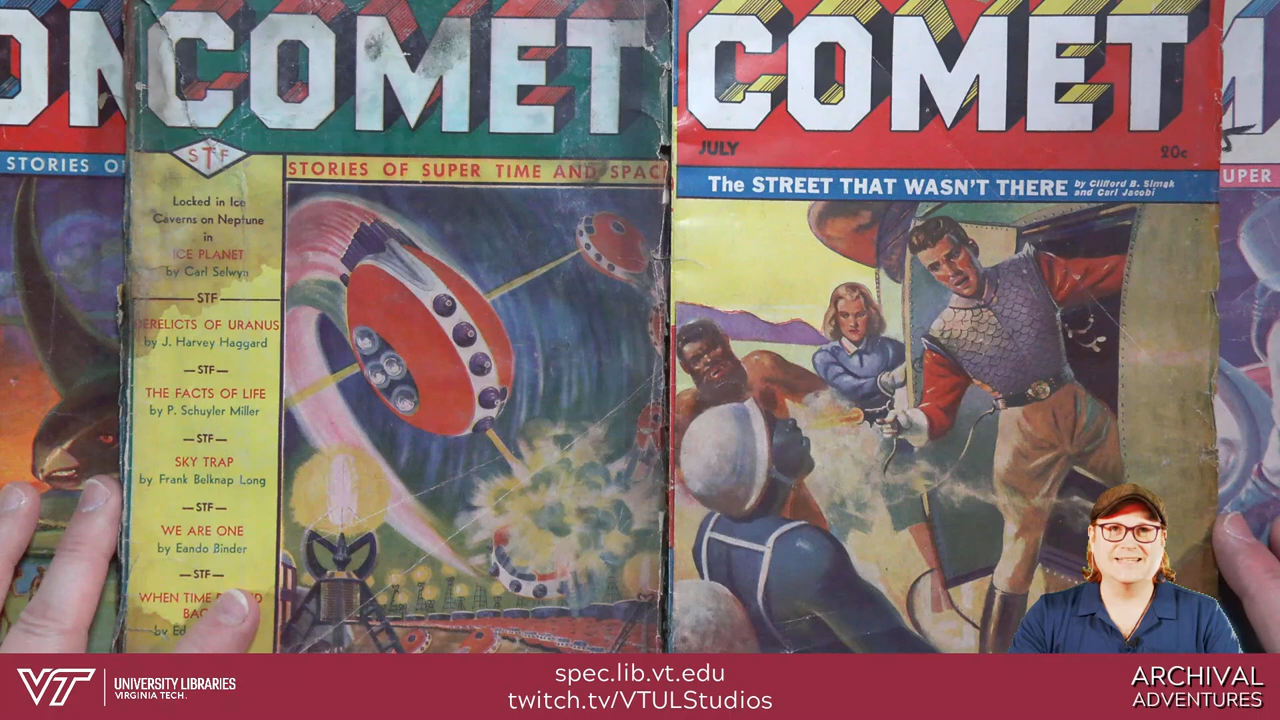 COMET
STF
STORIES OF SUPER TIME AND SPAC
Locked in Ice
Caverns on Neptune
in
ICE PLANET
by Carl Selwyn
STF
DERELICTS OF URANUS
by J. Harvey Haggard
STF
THE FACTS OF LIFE
by P. Schuyler Miller
STF
SKY TRAP
by Frank Belknap Long
STF
WE ARE ONE
by Eando Binder
STF
WHEN TIME
by Ed
COMET
JULY
20c
The STREET THAT WASN'T THERE by Clifford B. Simak
and Carl Jacobi
STORIES O
UPER
VT
UNIVERSITY LIBRARIES
VIRGINIA TECH.
spec.lib.vt.edu
twitch.tv/VTULStudios
ARCHIVAL
ADVENTURES